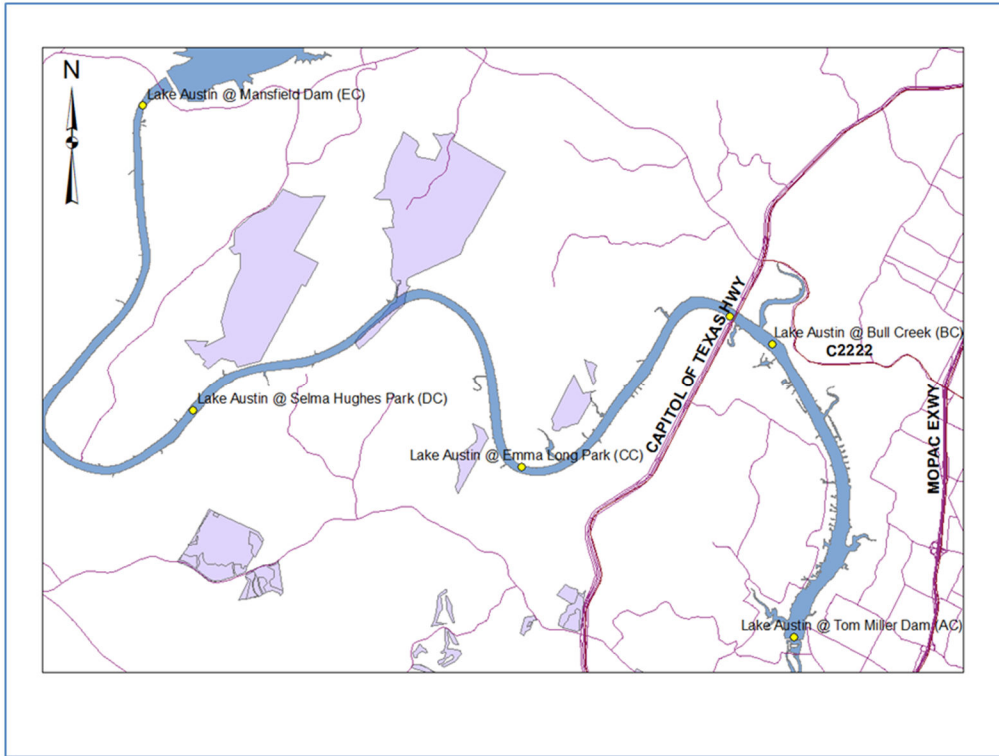 N
Lake Austin @ Mansfield Dam (EC)
CAPITOL OF TEXAS HWY
Lake Austin @ Bull Creek (BC)
C2222
Lake Austin @ Selma Hughes Park (DC)
MOPAC EXWY
Lake Austin @ Emma Long Park (CC)
Lake Austin @ Tom Miller Dam (AC)